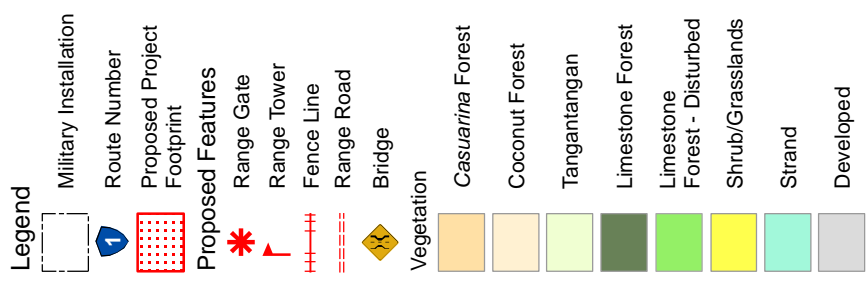 Legend
Military Installation
1
Route Number
Proposed Project
Footprint
Proposed Features
Range Gate
Range Tower
Fence Line
Range Road
Bridge
Vegetation
Casuarina Forest
Coconut Forest
Tangantangan
Limestone Forest
Limestone
Forest - Disturbed
Shrub/Grasslands
Strand
Developed